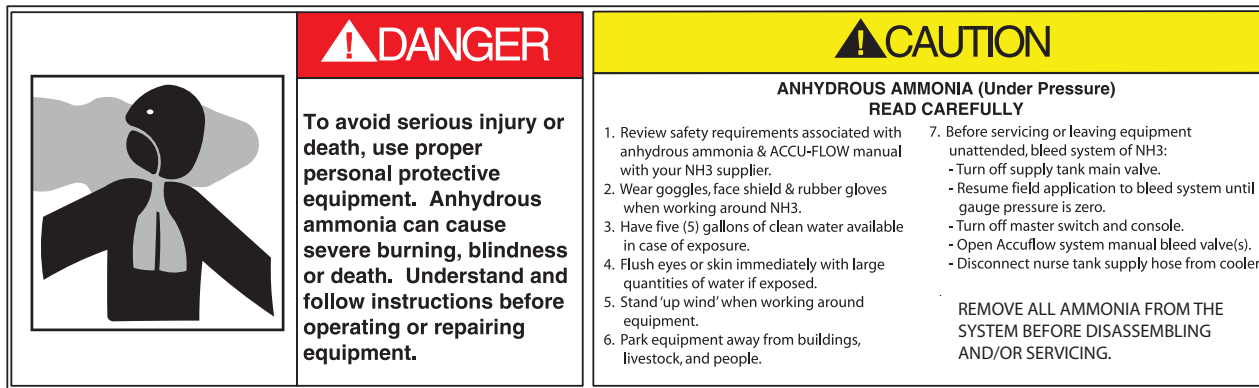 DANGER
To avoid serious injury or
death, use proper
personal protective
equipment. Anhydrous
ammonia can cause
severe burning, blindness
or death. Understand and
follow instructions before
operating or repairing
equipment.
CAUTION
ANHYDROUS AMMONIA (Under Pressure)
READ CAREFULLY
1. Review safety requirements associated with
anhydrous ammonia & ACCU-FLOW manual
with your NH3 supplier.
2. Wear goggles, face shield & rubber gloves
when working around NH3.
3. Have five (5) gallons of clean water available
in case of exposure.
4. Flush eyes or skin immediately with large
quantities of water if exposed.
5. Stand 'up wind' when working around
equipment.
6. Park equipment away from buildings,
livestock, and people.
7. Before servicing or leaving equipment
unattended, bleed system of NH3:
- Turn off supply tank main valve.
- Resume field application to bleed system until
gauge pressure is zero.
- Turn off master switch and console.
- Open Accuflow system manual bleed valve(s).
- Disconnect nurse tank supply hose from cooler
REMOVE ALL AMMONIA FROM THE
SYSTEM BEFORE DISASSEMBLING
AND/OR SERVICING.